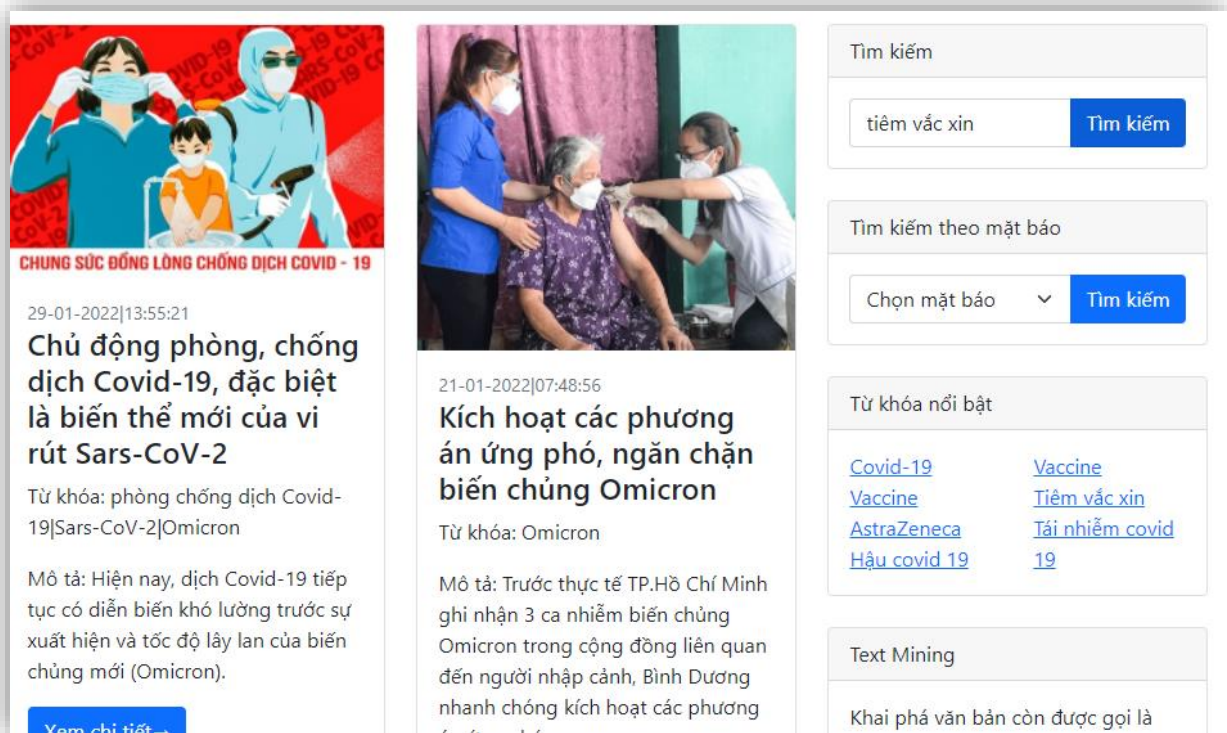 CHUNG SỨC ĐỒNG LÒNG CHỐNG DỊCH COVID - 19
29-01-2022|13:55:21
Chủ động phòng, chống
dịch Covid-19, đặc biệt
là biến thể mới của vi
rút Sars-CoV-2
Từ khóa: phòng chống dịch Covid-
19|Sars-CoV-2|Omicron
Mô tả: Hiện nay, dịch Covid-19 tiếp
tục có diễn biến khó lường trước sự
xuất hiện và tốc độ lây lan của biến
chủng mới (Omicron).
Xem chi tiết→
21-01-2022|07:48:56
Kích hoạt các phương
án ứng phó, ngăn chặn
biến chủng Omicron
Từ khóa: Omicron
Mô tả: Trước thực tế TP.Hồ Chí Minh
ghi nhận 3 ca nhiễm biến chủng
Omicron trong cộng đồng liên quan
đến người nhập cảnh, Bình Dương
nhanh chóng kích hoạt các phương
Tìm kiếm
tiêm vắc xin
Tìm kiếm
Tìm kiếm theo mặt báo
Chọn mặt báo
Tìm kiếm
Từ khóa nổi bật
Covid-19
Vaccine
AstraZeneca
Hậu covid 19
Vaccine
Tiêm vắc xin
Tái nhiễm covid
19
Text Mining
Khai phá văn bản còn được gọi là